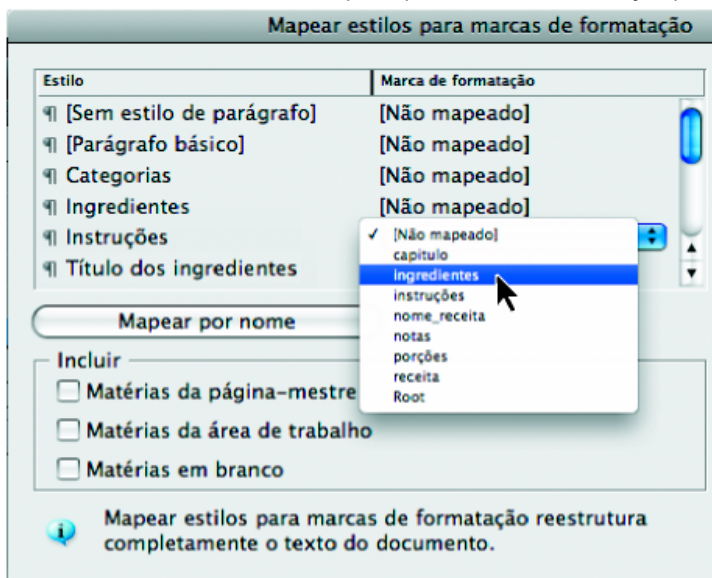 Mapear estilos para marcas de formatação
Estilo Marca de formatação
[Sem estilo de parágrafo] [Não mapeado]
[Parágrafo básico] [Não mapeado]
Categorias [Não mapeado]
Ingredientes [Não mapeado]
Instruções ✓ [Não mapeado]
capitulo
Título dos ingredientes ingredientes
instruções
Mapear por nome nome_receita
notas
Incluir porções
receita
Matérias da página-mestre Root
Matérias da área de trabalho
Matérias em branco
Mapear estilos para marcas de formatação reestrutura
completamente o texto do documento.